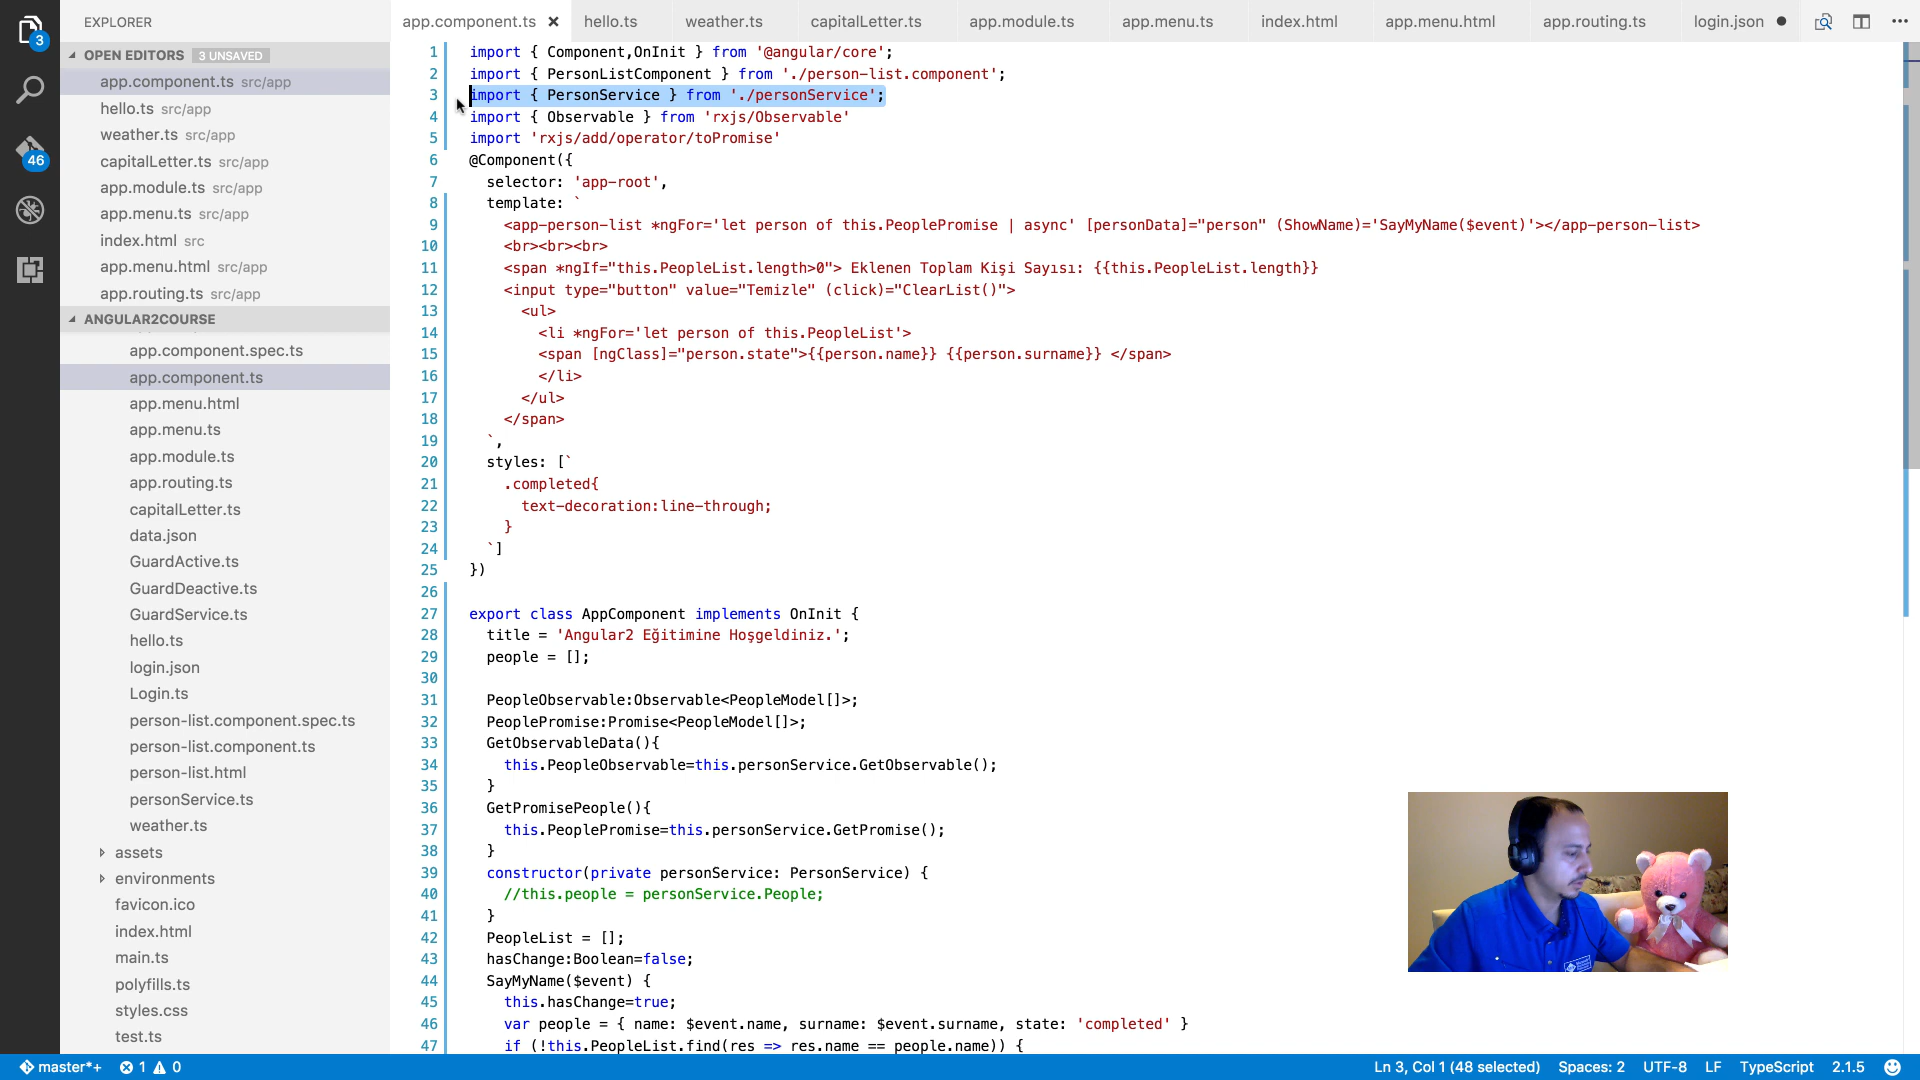 EXPLORER
OPEN EDITORS 3 UNSAVED
app.component.ts src/app
hello.ts src/app
weather.ts src/app
capitalLetter.ts src/app
app.module.ts src/app
app.menu.ts src/app
index.html src
app.menu.html src/app
app.routing.ts src/app
ANGULAR2COURSE
app.component.spec.ts
app.component.ts
app.menu.html
app.menu.ts
app.module.ts
app.routing.ts
capitalLetter.ts
data.json
GuardActive.ts
GuardDeactive.ts
GuardService.ts
hello.ts
login.json
Login.ts
person-list.component.spec.ts
person-list.component.ts
person-list.html
personService.ts
weather.ts
assets
environments
favicon.ico
index.html
main.ts
polyfills.ts
styles.css
test.ts
3
46
app.component.ts hello.ts weather.ts capitalLetter.ts app.module.ts app.menu.ts index.html app.menu.html app.routing.ts login.json
1 import { Component,OnInit } from '@angular/core';
2 import { PersonListComponent } from './person-list.component';
3 import { PersonService } from './personService';
4 import { Observable } from 'rxjs/Observable'
5 import 'rxjs/add/operator/toPromise'
6 @Component({
7 selector: 'app-root',
8 template: `
9 <app-person-list *ngFor='let person of this.PeoplePromise | async' [personData]="person" (ShowName)='SayMyName($event)'></app-person-list>
10 <br><br><br>
11 <span *ngIf="this.PeopleList.length>0"> Eklenen Toplam Kişi Sayısı: {{this.PeopleList.length}}
12 <input type="button" value="Temizle" (click)="ClearList()">
13 <ul>
14 <li *ngFor='let person of this.PeopleList'>
15 <span [ngClass]="person.state">{{person.name}} {{person.surname}} </span>
16 </li>
17 </ul>
18 </span>
19 `,
20 styles: [`
21 .completed{
22 text-decoration:line-through;
23 }
24 `]
25 })
26
27 export class AppComponent implements OnInit {
28 title = 'Angular2 Eğitimine Hoşgeldiniz.';
29 people = [];
30
31 PeopleObservable:Observable<PeopleModel[]>;
32 PeoplePromise:Promise<PeopleModel[]>;
33 GetObservableData(){
34 this.PeopleObservable=this.personService.GetObservable();
35 }
36 GetPromisePeople(){
37 this.PeoplePromise=this.personService.GetPromise();
38 }
39 constructor(private personService: PersonService) {
40 //this.people = personService.People;
41 }
42 PeopleList = [];
43 hasChange:Boolean=false;
44 SayMyName($event) {
45 this.hasChange=true;
46 var people = { name: $event.name, surname: $event.surname, state: 'completed' }
47 if (!this.PeopleList.find(res => res.name == people.name)) {
master*+ 1 0 Ln 3, Col 1 (48 selected) Spaces: 2 UTF-8 LF TypeScript 2.1.5